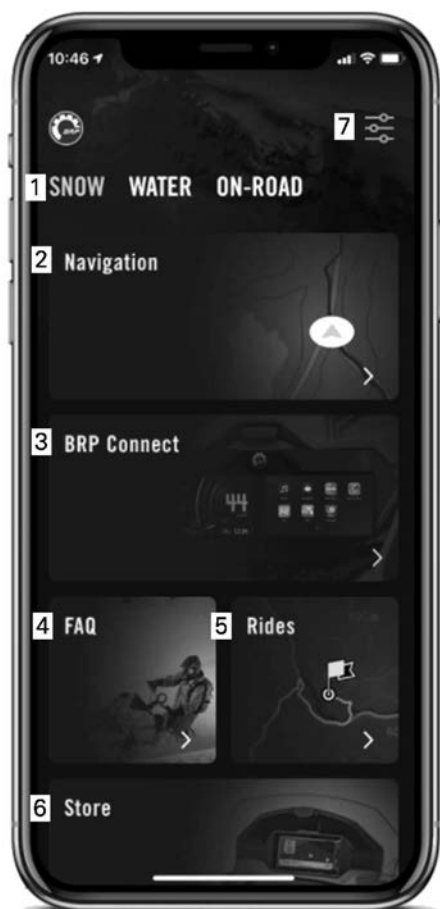 10:46
7
1 SNOW WATER ON-ROAD
2 Navigation
3 BRP Connect
4 FAQ
5 Rides
6 Store